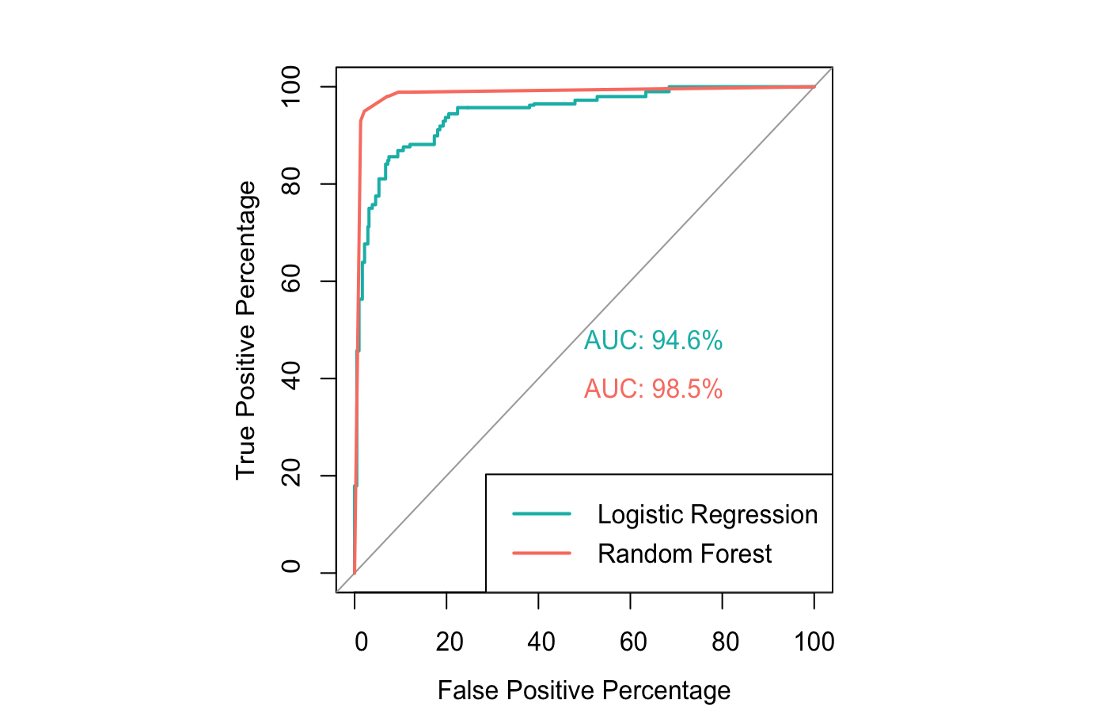 True Positive Percentage
100
80
60
40
20
0
AUC: 94.6%
AUC: 98.5%
Logistic Regression
Random Forest
0 20 40 60 80 100
False Positive Percentage